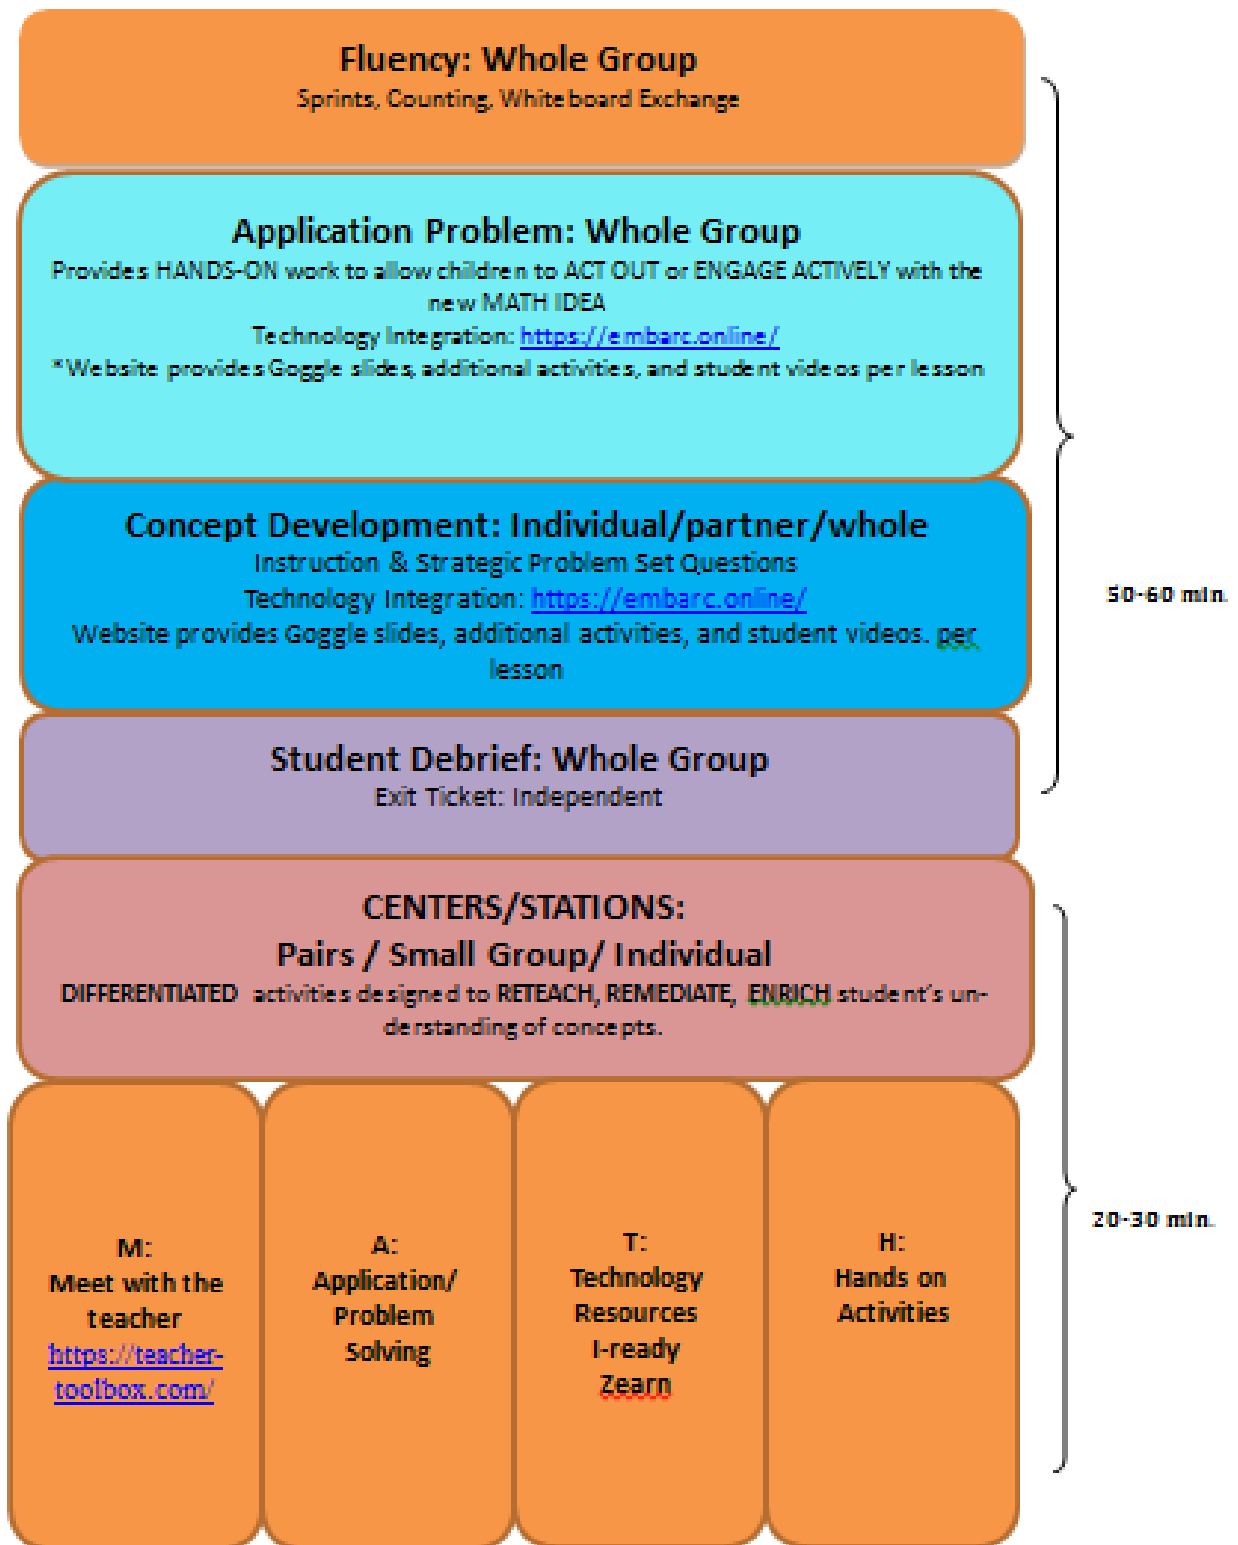 Fluency: Whole Group
Sprints, Counting, Whiteboard Exchange
Application Problem: Whole Group
Provides HANDS-ON work to allow children to ACT OUT or ENGAGE ACTIVELY with the
new MATH IDEA
Technology Integration: https://embarc.online/
*Website provides Goggle slides, additional activities, and student videos per lesson
Concept Development: Individual/partner/whole
Instruction & Strategic Problem Set Questions
Technology Integration: https://embarc.online/
Website provides Goggle slides, additional activities, and student videos. per
lesson
50-60 min.
Student Debrief: Whole Group
Exit Ticket: Independent
CENTERS/STATIONS:
Pairs / Small Group/ Individual
DIFFERENTIATED activities designed to RETEACH, REMEDIATE, ENRICH student's un-
derstanding of concepts.
20-30 min.
M:
Meet with the
teacher
https://teacher-
toolbox.com/
A:
Application/
Problem
Solving
T:
Technology
Resources
I-ready
Zearn
H:
Hands on
Activities